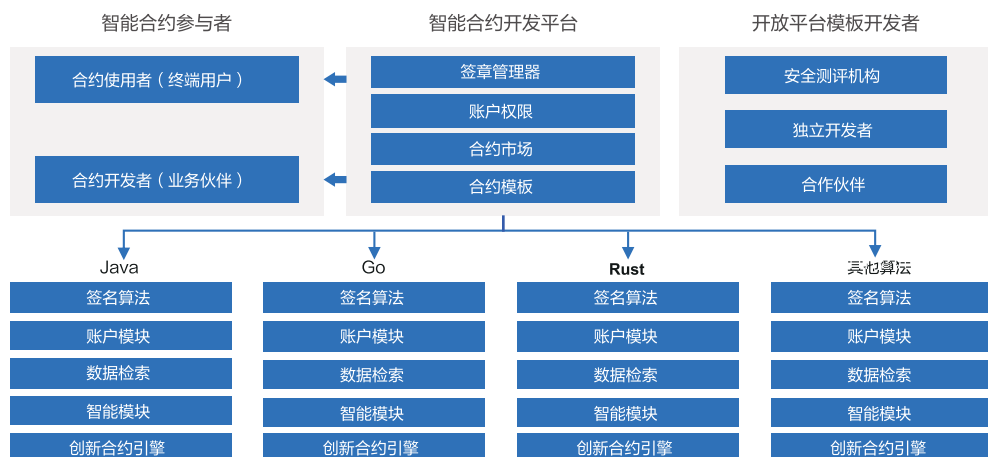 智能合约参与者
智能合约开发平台
开放平台模板开发者
合约使用者（终端用户）
合约开发者（业务伙伴）
签章管理器
账户权限
合约市场
合约模板
安全测评机构
独立开发者
合作伙伴
Java
Go
Rust
其他算法
签名算法
账户模块
数据检索
智能模块
创新合约引擎
签名算法
账户模块
数据检索
智能模块
创新合约引擎
签名算法
账户模块
数据检索
智能模块
创新合约引擎
签名算法
账户模块
数据检索
智能模块
创新合约引擎